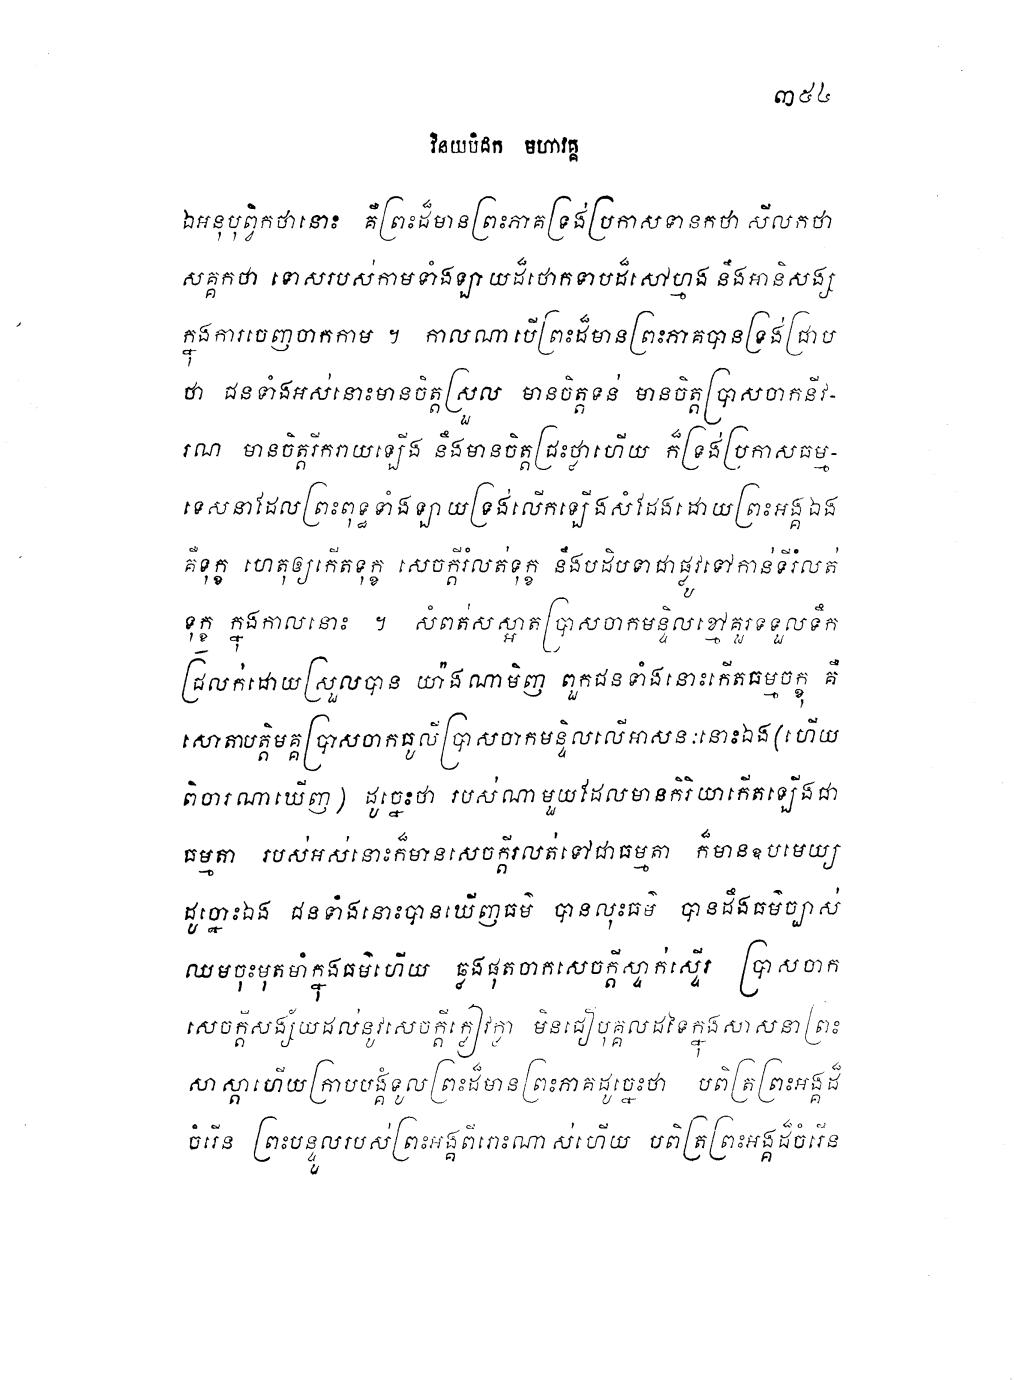 ៣៥៤
វិនយបិដក មហាវគ្គ
ឯអនុបុព្វិកថានោះ គឺព្រះដ៏មានព្រះភាគទ្រង់ប្រកាសទានកថា សីលកថា
សគ្គកថា ទោសរបស់កាមទាំងឡាយដ៏ថោកទាបដ៏សៅហ្មង នឹងអានិសង្ស
ក្នុងការចេញចាកកាម ។ កាលណាបើព្រះដ៏មានព្រះភាគបានទ្រង់ជ្រាប
ថា ជនទាំងអស់នោះមានចិត្តស្រួល មានចិត្តទន់ មានចិត្តប្រាសចាកនីវ-
រណ មានចិត្តរីករាយឡើង នឹងមានចិត្តជ្រះថ្លាហើយ ក៏ទ្រង់ប្រកាសធម្ម-
ទេសនាដែលព្រះពុទ្ធទាំងឡាយទ្រង់លើកឡើងសំដែងដោយព្រះអង្គឯង
គឺទុក្ខ ហេតុឲ្យកើតទុក្ខ សេចក្តីរំលត់ទុក្ខ នឹងបដិបទាជាផ្លូវទៅកាន់ទីរំលត់
ទុក្ខ ក្នុងកាលនោះ ។ សំពត់សស្អាតប្រាសចាកមន្ទិលខ្មៅគួរទទួលទឹក
ជ្រលក់ដោយស្រួលបាន យ៉ាងណាមិញ ពួកជនទាំងនោះកើតធម្មចក្ខុ គឺ
សោតាបត្តិមគ្គប្រាសចាកធូលីប្រាសចាកមន្ទិលលើអាសនៈនោះឯង(ហើយ
ពិចារណាឃើញ) ដូច្នេះថា របស់ណាមួយដែលមានកិរិយាកើតឡើងជា
ធម្មតា របស់អស់នោះក៏មានសេចក្តីរលត់ទៅជាធម្មតា ក៏មានឧបមេយ្យ
ដូច្នោះឯង ជនទាំងនោះបានឃើញធម៌ បានលុះធម៌ បានដឹងធម៌ច្បាស់
ឈមចុះមុតមាំក្នុងធម៌ហើយ ឆ្លងផុតចាកសេចក្តីស្ទាក់ស្ទើរ ប្រាសចាក
សេចក្តីសង្ស័យដល់នូវសេចក្តីក្លៀវក្លា មិនជឿបុគ្គលដទៃក្នុងសាសនាព្រះ
សាស្តាហើយក្រាបបង្គំទូលព្រះដ៏មានព្រះភាគដូច្នេះថា បពិត្រព្រះអង្គដ៏
ចំរើន ព្រះបន្ទូលរបស់ព្រះអង្គពីរោះណាស់ហើយ បពិត្រព្រះអង្គដ៏ចំរើន